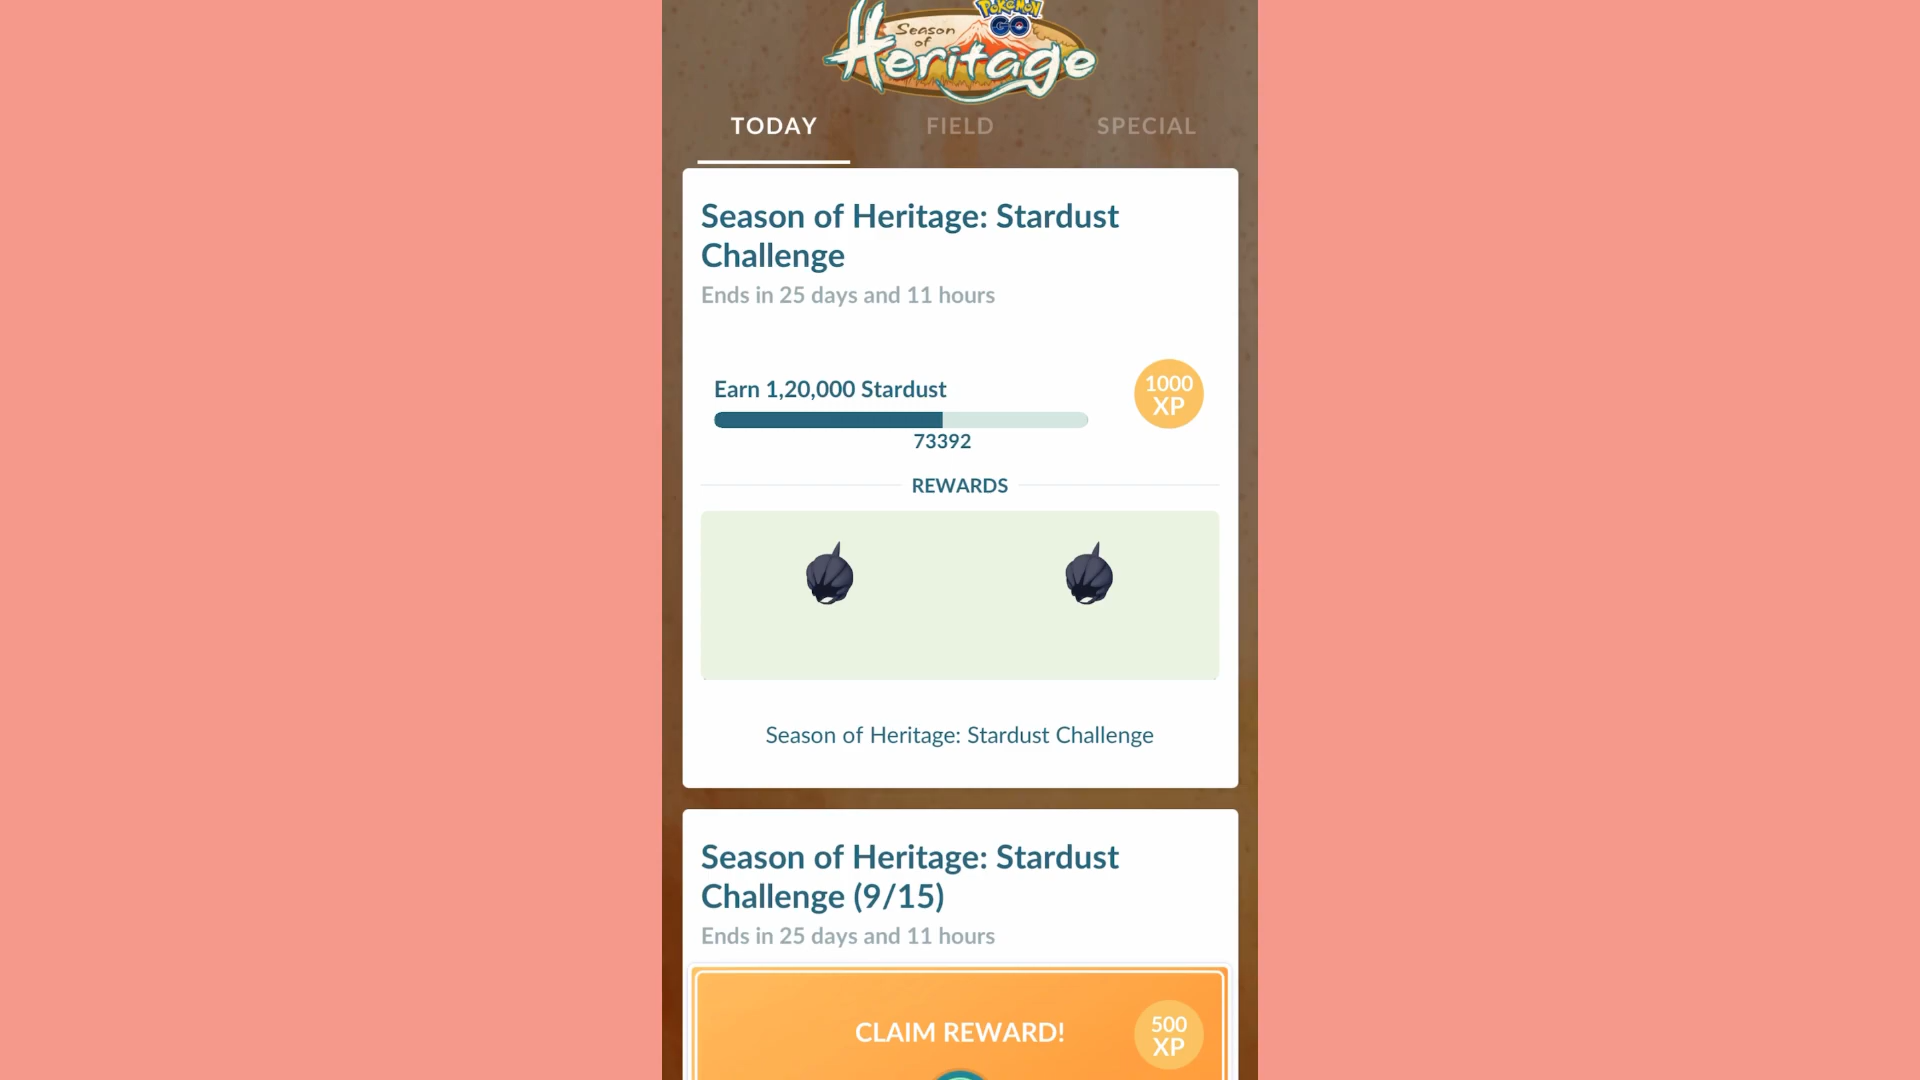 POKÉMON
GO
Season
of
Heritage
TODAY
FIELD
SPECIAL
Season of Heritage: Stardust
Challenge
Ends in 25 days and 11 hours
Earn 1,20,000 Stardust
1000
XP
73392
REWARDS
Season of Heritage: Stardust Challenge
Season of Heritage: Stardust
Challenge (9/15)
Ends in 25 days and 11 hours
CLAIM REWARD!
500
XP